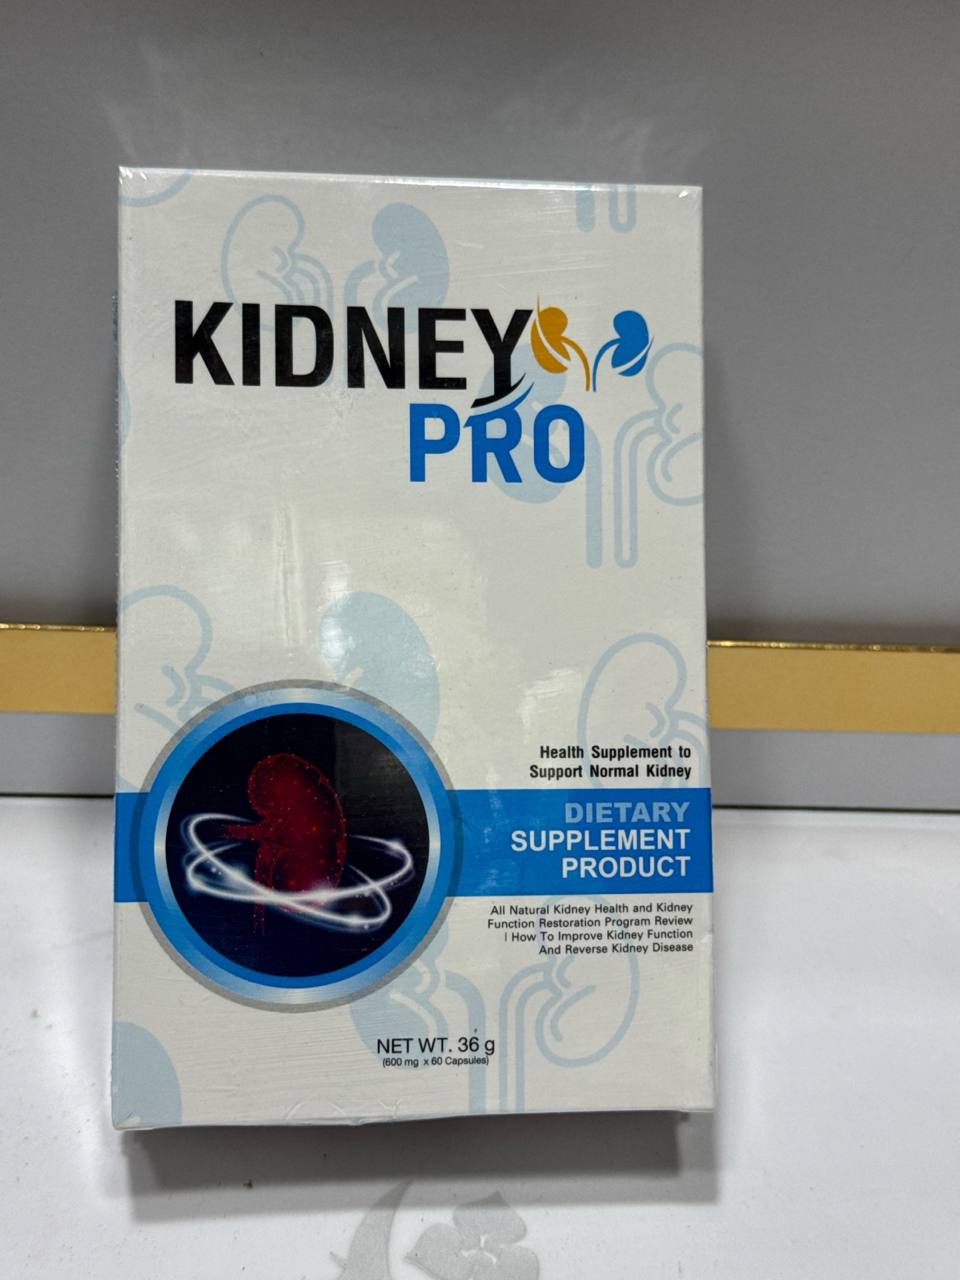 KIDNEY
PRO
Health Supplement to
Support Normal Kidney
DIETARY
SUPPLEMENT
PRODUCT
All Natural Kidney Health and Kidney
Function Restoration Program Review
| How To Improve Kidney Function
And Reverse Kidney Disease
NET WT. 36 g
(600 mg x 60 Capsules)